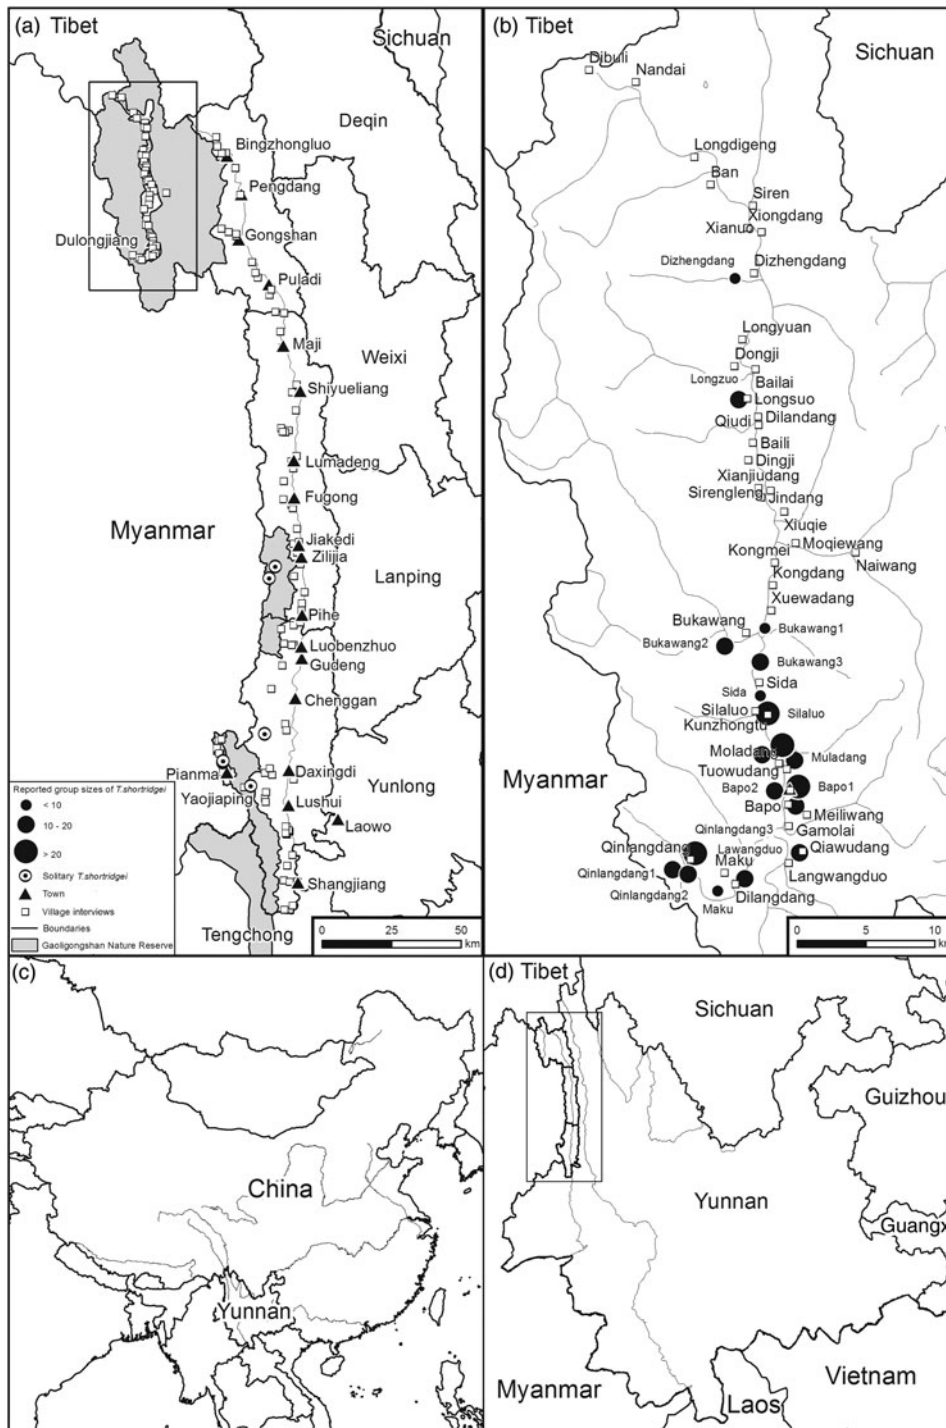 (a) Tibet
Sichuan
Deqin
Bingzhongluo
Pengdang
Dulongjiang
Gongshan
Puladi
Maji
Weixi
Shiyueliang
Lumadeng
Fugong
Myanmar
Jiakedi
Zilijia
Lanping
Pihe
Luobenzhuo
Gudeng
Chenggan
Pianma
Daxingdi
Yunlong
Yaojiaping
Lushui
Laowo
Shangjiang
Tengchong
Reported group sizes of T.shortridgei
< 10
10 - 20
> 20
Solitary T.shortridgei
Town
Village interviews
Boundaries
Gaoligongshan Nature Reserve
0 25 50
km
(b) Tibet
Sichuan
Dibuli
Nandai
Longdigeng
Ban
Siren
Xiongdang
Xianuo
Dizhengdang
Dizhengdang
Longyuan
Dongji
Longzuo
Bailai
Longsuo
Qiudi
Dilandang
Baili
Dingji
Xianjiudang
Sirengleng
Jindang
Xiuqie
Moqiewang
Kongmei
Naiwang
Kongdang
Xuewadang
Bukawang
Bukawang1
Bukawang2
Bukawang3
Sida
Sida
Silaluo
Silaluo
Kunzhongtu
Moladang
Muladang
Tuowudang
Myanmar
Bapo2
Bapo1
Bapo
Meiliwang
Qinlangdang3
Gamolai
Qinlangdang
Lawangduo
Qiawudang
Maku
Langwangduo
Qinlangdang1
Qinlangdang2
Dilangdang
Maku
0 5 10
(c)
China
Yunnan
(d) Tibet
Sichuan
Guizhou
Yunnan
Guangx
Myanmar
Laos
Vietnam